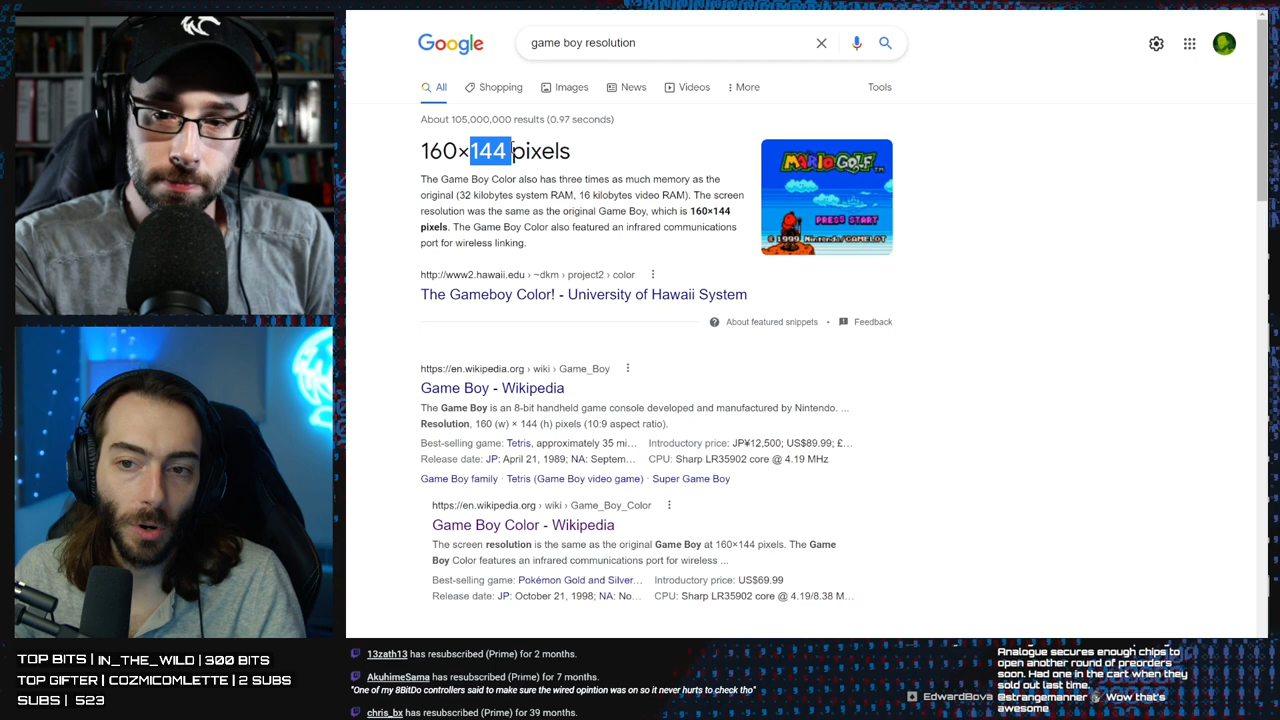 Google
game boy resolution
All
Shopping
Images
News
Videos
More
Tools
About 105,000,000 results (0.97 seconds)
160×144 pixels
The Game Boy Color also has three times as much memory as the
original (32 kilobytes system RAM, 16 kilobytes video RAM). The screen
resolution was the same as the original Game Boy, which is 160×144
pixels. The Game Boy Color also featured an infrared communications
port for wireless linking.
MARIO GOLF
PRESS START
© 1999 Nintendo/CAMELOT
http://www2.hawaii.edu › ~dkm › project2 › color
The Gameboy Color! - University of Hawaii System
About featured snippets • Feedback
https://en.wikipedia.org › wiki › Game_Boy
Game Boy - Wikipedia
The Game Boy is an 8-bit handheld game console developed and manufactured by Nintendo. ...
Resolution, 160 (w) × 144 (h) pixels (10:9 aspect ratio).
Best-selling game: Tetris, approximately 35 mi... Introductory price: JP¥12,500; US$89.99; £...
Release date: JP: April 21, 1989; NA: Septem... CPU: Sharp LR35902 core @ 4.19 MHz
Game Boy family · Tetris (Game Boy video game) · Super Game Boy
https://en.wikipedia.org › wiki › Game_Boy_Color
Game Boy Color - Wikipedia
The screen resolution is the same as the original Game Boy at 160×144 pixels. The Game
Boy Color features an infrared communications port for wireless ...
Best-selling game: Pokémon Gold and Silver... Introductory price: US$69.99
Release date: JP: October 21, 1998; NA: No... CPU: Sharp LR35902 core @ 4.19/8.38 M...
TOP BITS | IN_THE_WILD | 300 BITS
TOP GIFTER | COZMICOMLETTE | 2 SUBS
SUBS | 523
13zath13 has resubscribed (Prime) for 2 months.
AkuhimeSama has resubscribed (Prime) for 7 months.
"One of my 8BitDo controllers said to make sure the wired opintion was on so it never hurts to check tho"
chris_bx has resubscribed (Prime) for 39 months.
Analogue secures enough chips to
open another round of preorders
soon. Had one in the cart when they
sold out last time.
EdwardBova
@strangemanner Wow that's
awesome